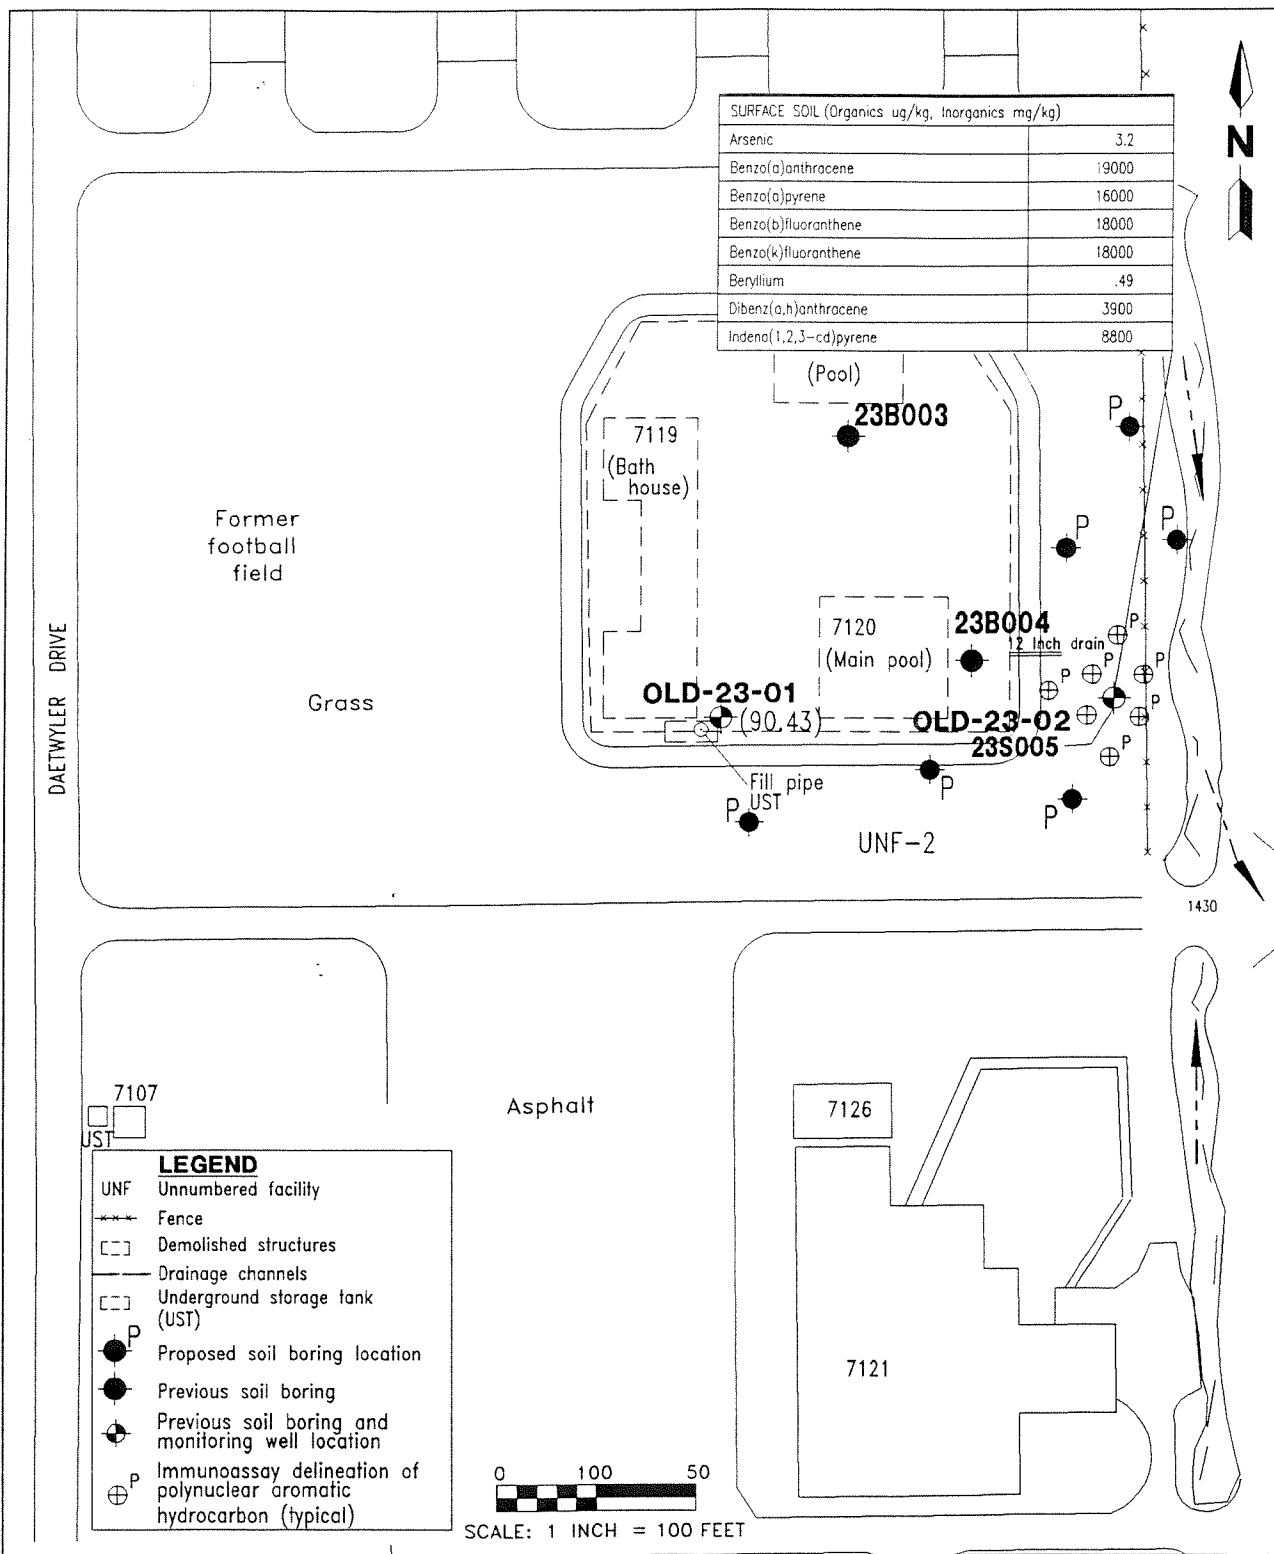 N
SURFACE SOIL (Organics ug/kg, Inorganics mg/kg)
Arsenic 3.2
Benzo(a)anthracene 19000
Benzo(a)pyrene 16000
Benzo(b)fluoranthene 18000
Benzo(k)fluoranthene 18000
Beryllium .49
Dibenz(a,h)anthracene 3900
Indeno(1,2,3-cd)pyrene 8800
(Pool)
23B003
P
7119
(Bath
house)
Former
football
field
P
P
DAETWYLER DRIVE
Grass
7120
(Main pool)
23B004
12 Inch drain
P
P
P
P
P
P
OLD-23-01
(90.43)
OLD-23-02
23S005
Fill pipe
UST
P
P
P
UNF-2
1430
7107
UST
Asphalt
7126
7121
LEGEND
UNF Unnumbered facility
Fence
Demolished structures
Drainage channels
Underground storage tank
(UST)
P
Proposed soil boring location
Previous soil boring
Previous soil boring and
monitoring well location
P
Immunoassay delineation of
polynuclear aromatic
hydrocarbon (typical)
0 100 50
SCALE: 1 INCH = 100 FEET